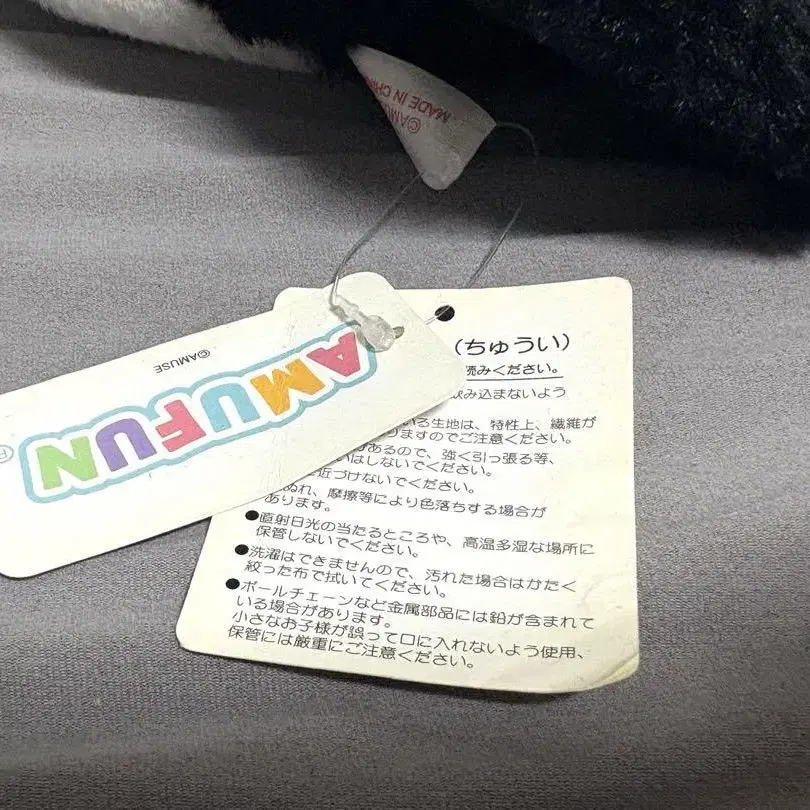 ©AMUSE
MADE IN CHINA
©AMUSE
AMUFUN
(ちゅうい)
読みください。
飲み込まないよう
いる生地は、特性上、繊維が
りますのでご注意ください。
があるので、強く引っ張る等、
いはしないでください。
に近づけないでください。
ぬれ、摩擦等により色落ちする場合が
あります。
●直射日光の当たるところや、高温多湿な場所に
保管しないでください。
●洗濯はできませんので、汚れた場合はかたく
絞った布で拭いてください。
●ボールチェーンなど金属部品には鉛が含まれて
いる場合があります。
小さなお子様が誤って口に入れないよう使用、
保管には厳重にご注意ください。